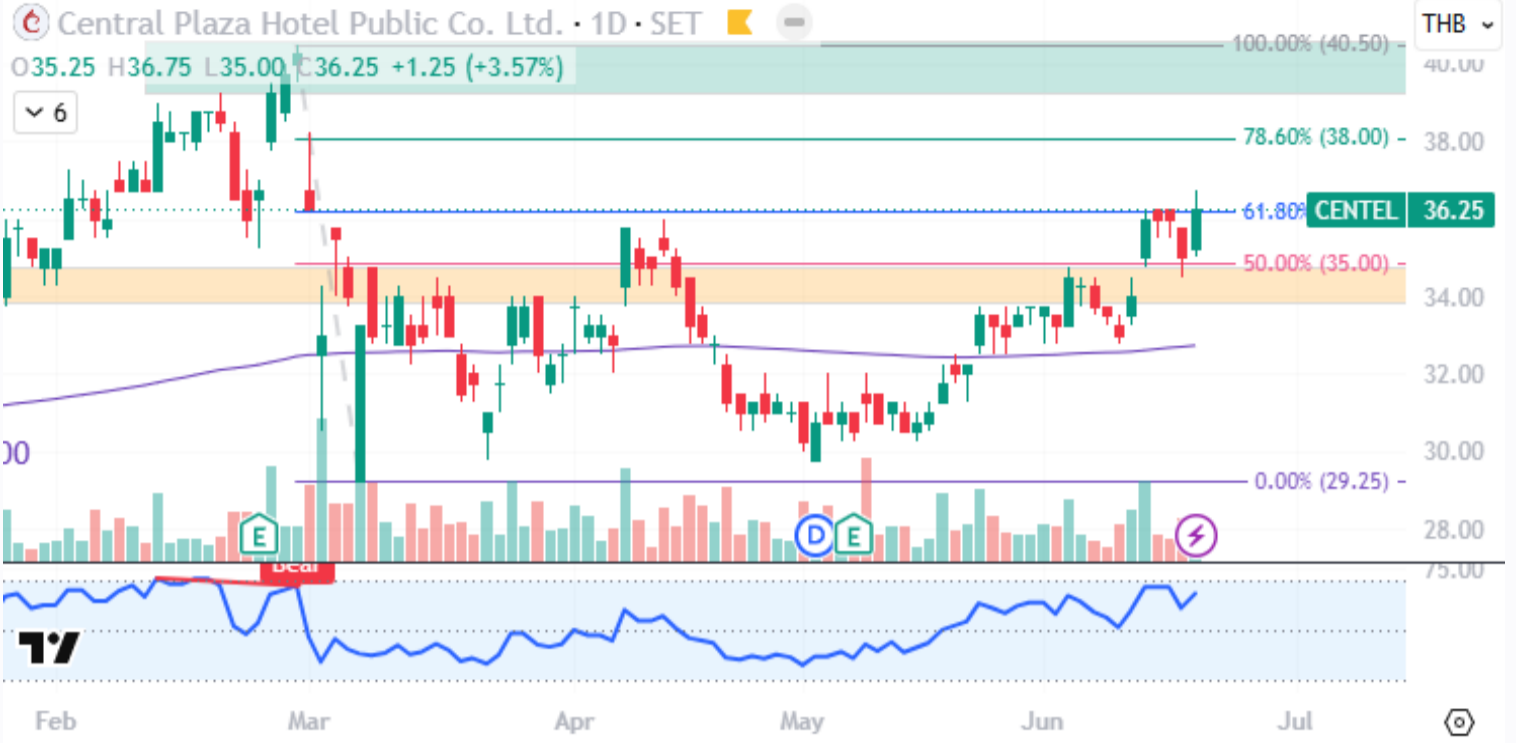 Central Plaza Hotel Public Co. Ltd. · 1D · SET
THB
O35.25 H36.75 L35.00 C36.25 +1.25 (+3.57%)
6
100.00% (40.50)
40.00
78.60% (38.00)
38.00
61.80%
CENTEL 36.25
50.00% (35.00)
34.00
32.00
00
30.00
0.00% (29.25)
28.00
E
D
E
Bear
75.00
Feb Mar Apr May Jun Jul